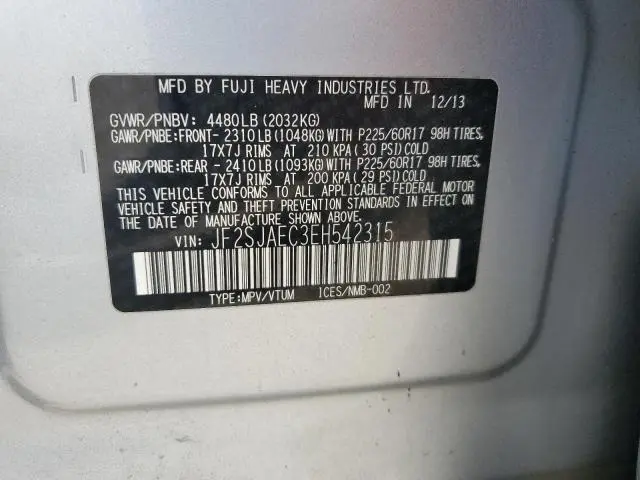 MFD BY FUJI HEAVY INDUSTRIES LTD.
MFD IN 12/13
GVWR/PNBV: 4480LB (2032KG)
GAWR/PNBE:FRONT- 2310 LB (1048KG) WITH P225/60R17 98H TIRES,
17X7J RIMS AT 210 KPA ( 30 PSI) COLD
GAWR/PNBE:REAR - 2410 LB (1093KG) WITH P225/60R17 98H TIRES,
17X7J RIMS AT 200 KPA ( 29 PSI) COLD
THIS VEHICLE CONFORMS TO ALL APPLICABLE FEDERAL MOTOR
VEHICLE SAFETY AND THEFT PREVENTION STANDARDS IN EFFECT ON
THE DATE OF MANUFACTURE SHOWN ABOVE.
VIN: JF2SJAEC3EH542315
TYPE:MPV/VTUM ICES/NMB-002